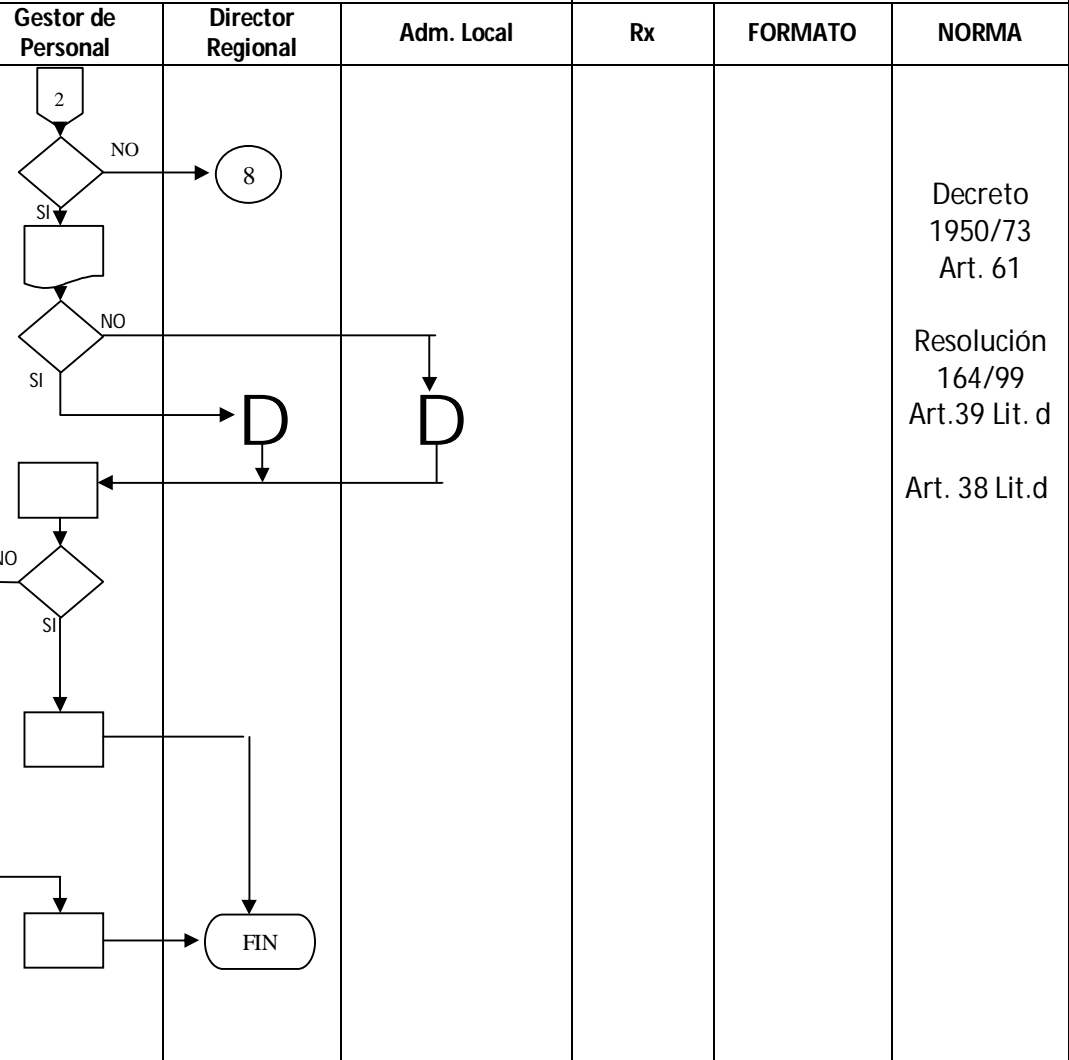 Gestor de
Personal
Director
Regional
Adm. Local
Rx
FORMATO
NORMA
2
NO
8
SI
Decreto
1950/73
Art. 61
NO
Resolución
164/99
Art.39 Lit. d
SI
D
D
Art. 38 Lit.d
NO
SI
FIN